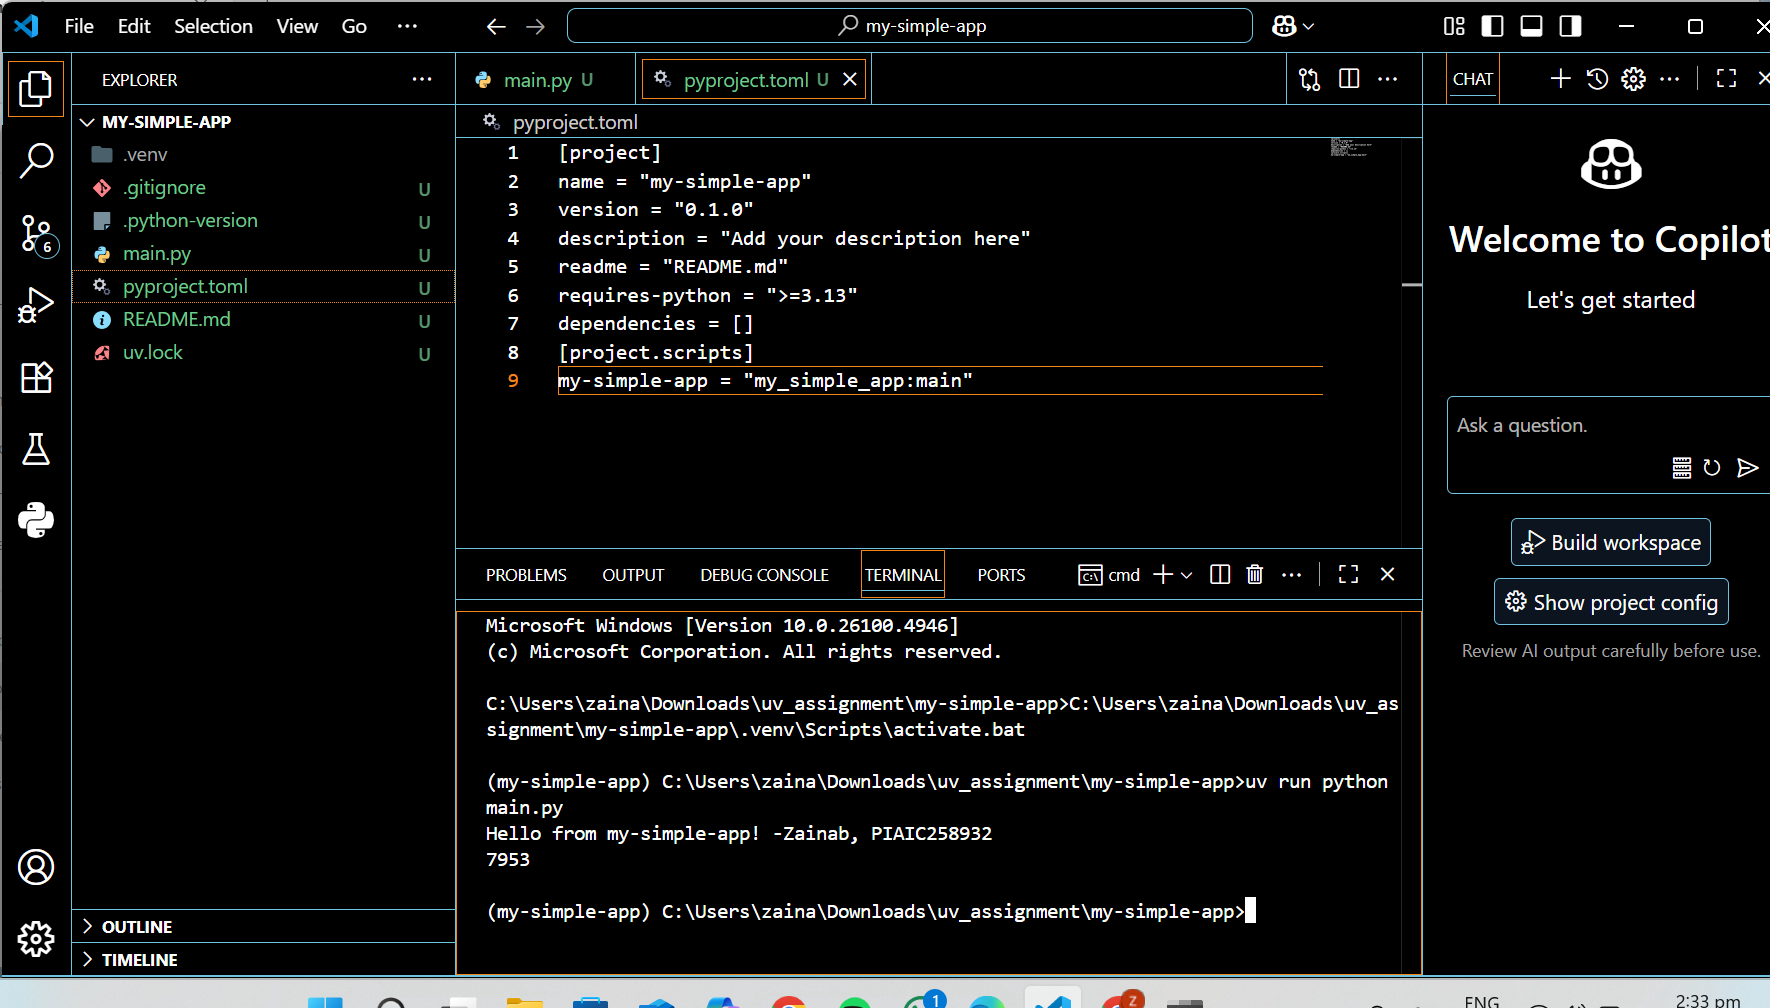 File Edit Selection View Go ···
my-simple-app
EXPLORER
MY-SIMPLE-APP
.venv
.gitignore U
.python-version U
main.py U
pyproject.toml U
README.md U
uv.lock U
6
OUTLINE
TIMELINE
main.py U
pyproject.toml U
pyproject.toml
1 [project]
2 name = "my-simple-app"
3 version = "0.1.0"
4 description = "Add your description here"
5 readme = "README.md"
6 requires-python = ">=3.13"
7 dependencies = []
8 [project.scripts]
9 my-simple-app = "my_simple_app:main"
PROBLEMS OUTPUT DEBUG CONSOLE TERMINAL PORTS
cmd
Microsoft Windows [Version 10.0.26100.4946]
(c) Microsoft Corporation. All rights reserved.
C:\Users\zaina\Downloads\uv_assignment\my-simple-app>C:\Users\zaina\Downloads\uv_as
signment\my-simple-app\.venv\Scripts\activate.bat
(my-simple-app) C:\Users\zaina\Downloads\uv_assignment\my-simple-app>uv run python
main.py
Hello from my-simple-app! -Zainab, PIAIC258932
7953
(my-simple-app) C:\Users\zaina\Downloads\uv_assignment\my-simple-app>
CHAT
Welcome to Copilot
Let's get started
Ask a question.
Build workspace
Show project config
Review AI output carefully before use.
1
Z
ENG
2:33 pm